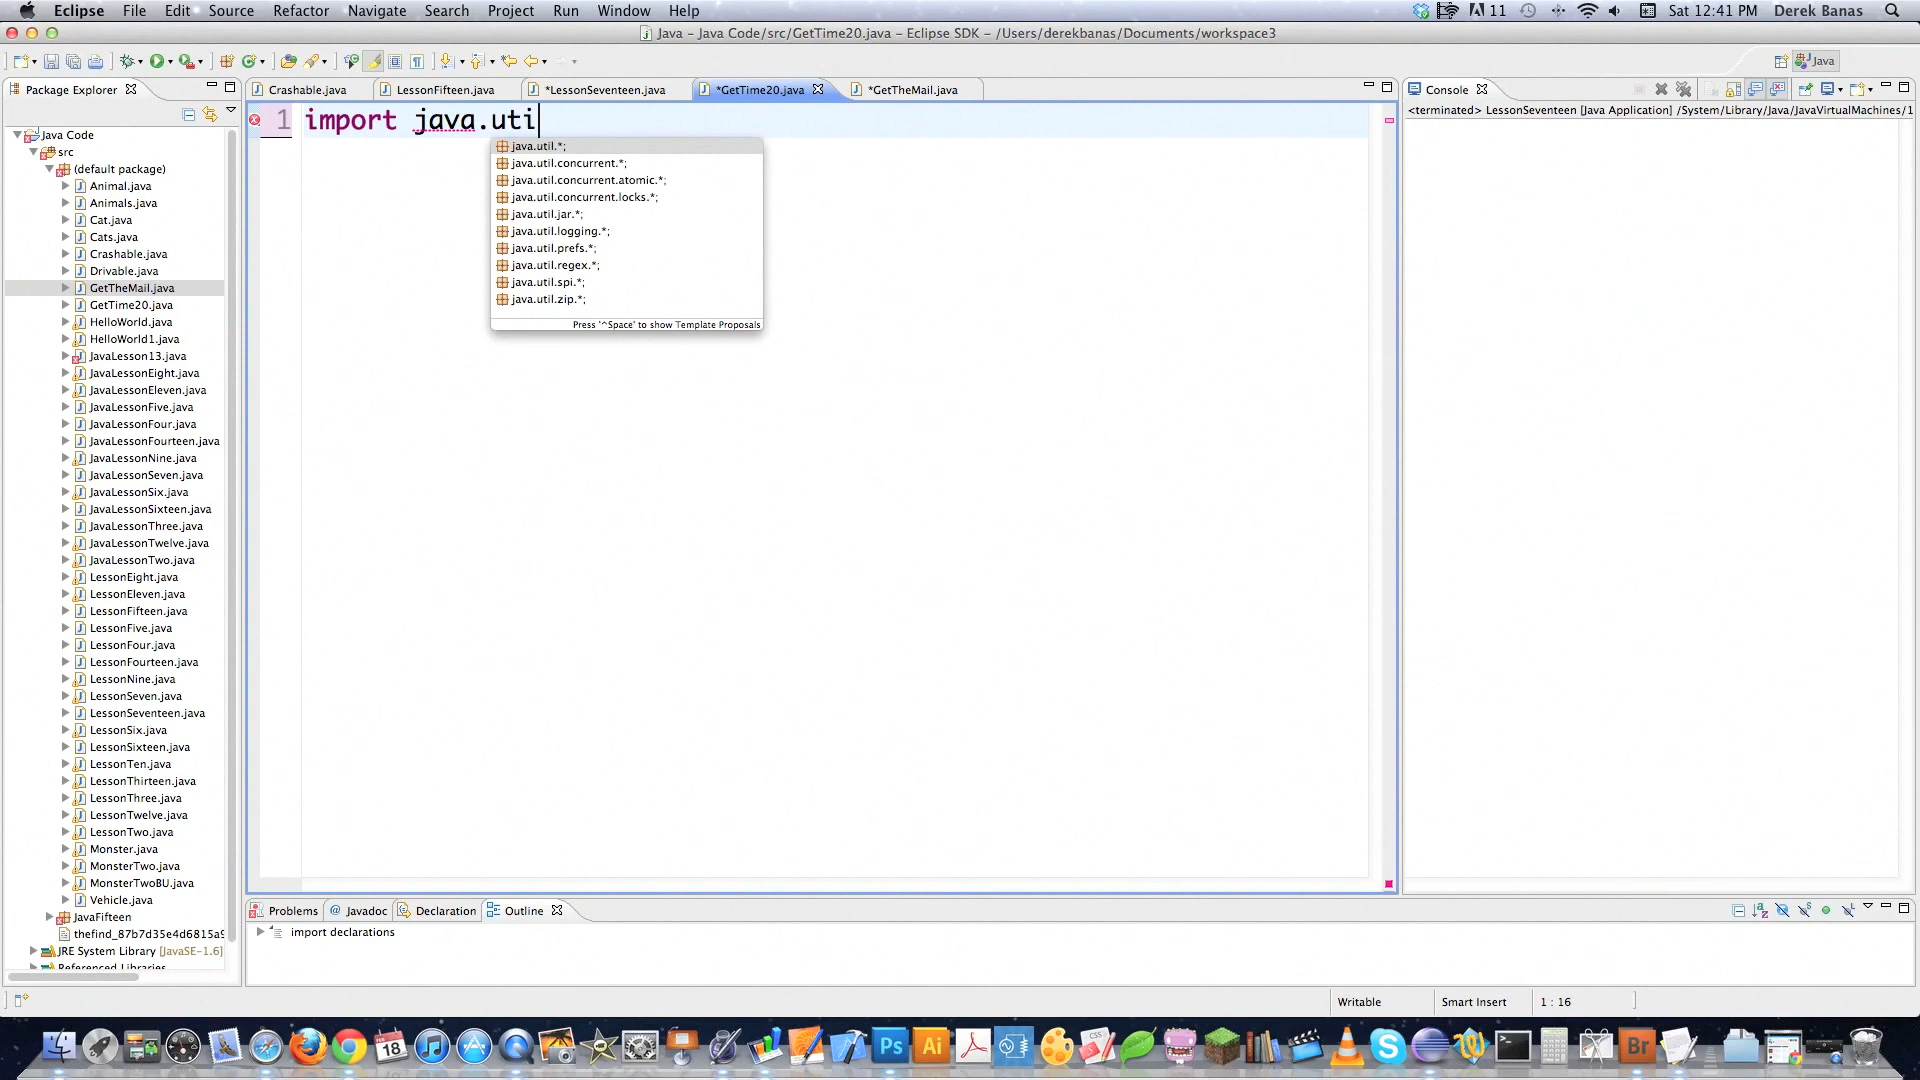 Eclipse File Edit Source Refactor Navigate Search Project Run Window Help
11 Sat 12:41 PM Derek Banas
Java – Java Code/src/GetTime20.java – Eclipse SDK – /Users/derekbanas/Documents/workspace3
Java
Package Explorer
Crashable.java LessonFifteen.java *LessonSeventeen.java *GetTime20.java *GetTheMail.java
Console
<terminated> LessonSeventeen [Java Application] /System/Library/Java/JavaVirtualMachines/1
1 import java.uti
java.util.*;
java.util.concurrent.*;
java.util.concurrent.atomic.*;
java.util.concurrent.locks.*;
java.util.jar.*;
java.util.logging.*;
java.util.prefs.*;
java.util.regex.*;
java.util.spi.*;
java.util.zip.*;
Press '^Space' to show Template Proposals
Java Code
src
(default package)
Animal.java
Animals.java
Cat.java
Cats.java
Crashable.java
Drivable.java
GetTheMail.java
GetTime20.java
HelloWorld.java
HelloWorld1.java
JavaLesson13.java
JavaLessonEight.java
JavaLessonEleven.java
JavaLessonFive.java
JavaLessonFour.java
JavaLessonFourteen.java
JavaLessonNine.java
JavaLessonSeven.java
JavaLessonSix.java
JavaLessonSixteen.java
JavaLessonThree.java
JavaLessonTwelve.java
JavaLessonTwo.java
LessonEight.java
LessonEleven.java
LessonFifteen.java
LessonFive.java
LessonFour.java
LessonFourteen.java
LessonNine.java
LessonSeven.java
LessonSeventeen.java
LessonSix.java
LessonSixteen.java
LessonTen.java
LessonThirteen.java
LessonThree.java
LessonTwelve.java
LessonTwo.java
Monster.java
MonsterTwo.java
MonsterTwoBU.java
Vehicle.java
JavaFifteen
thefind_87b7d35e4d6815a9
JRE System Library [JavaSE-1.6]
Referenced Libraries
Problems Javadoc Declaration Outline
import declarations
Writable Smart Insert 1 : 16
18 CSS Ps Ai Br